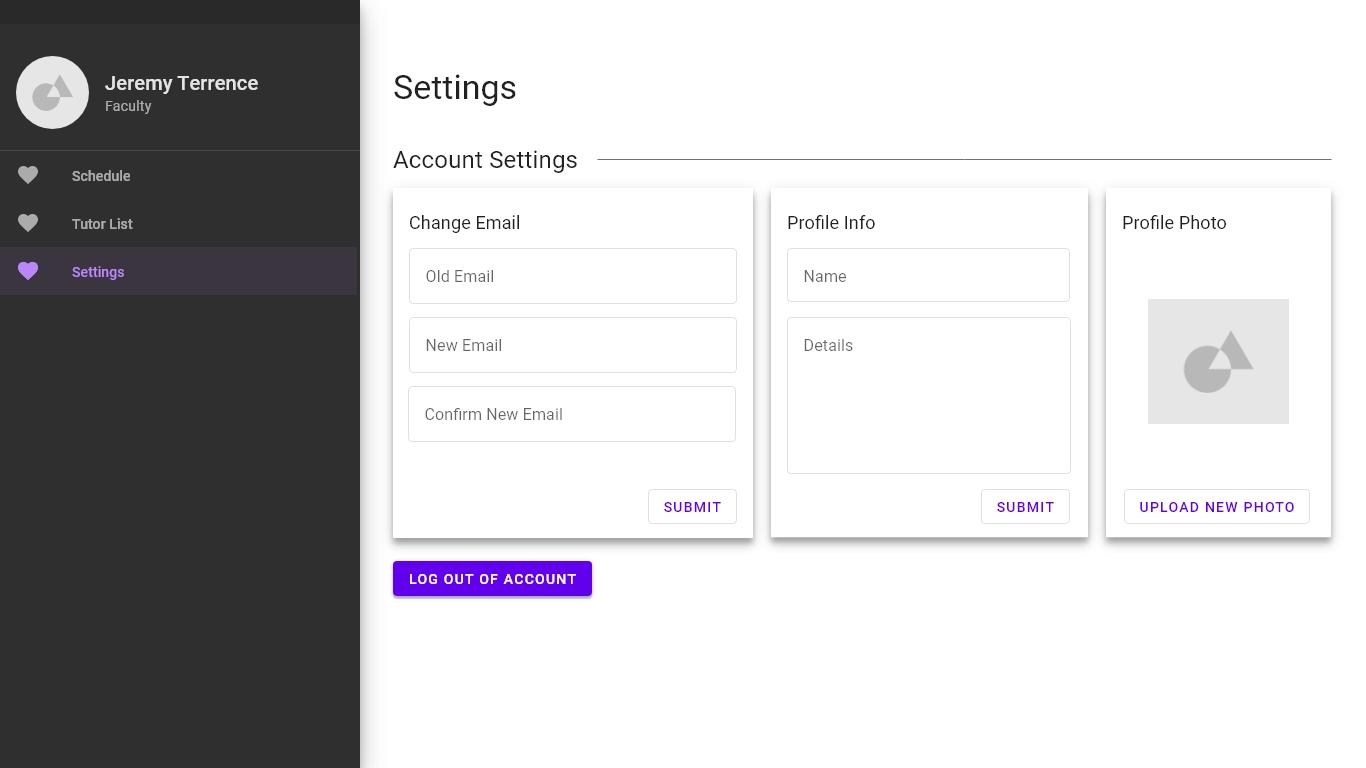 Jeremy Terrence
Faculty
Schedule
Tutor List
Settings
Settings
Account Settings
Change Email
Old Email
New Email
Confirm New Email
SUBMIT
Profile Info
Name
Details
SUBMIT
Profile Photo
UPLOAD NEW PHOTO
LOG OUT OF ACCOUNT